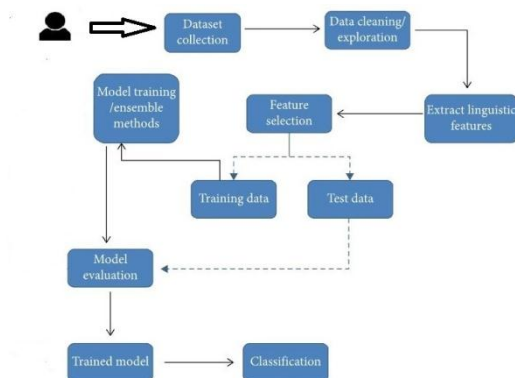 Dataset
collection
Data cleaning/
exploration
Model training
/ensemble
methods
Feature
selection
Extract linguistic
features
Training data
Test data
Model
evaluation
Trained model
Classification